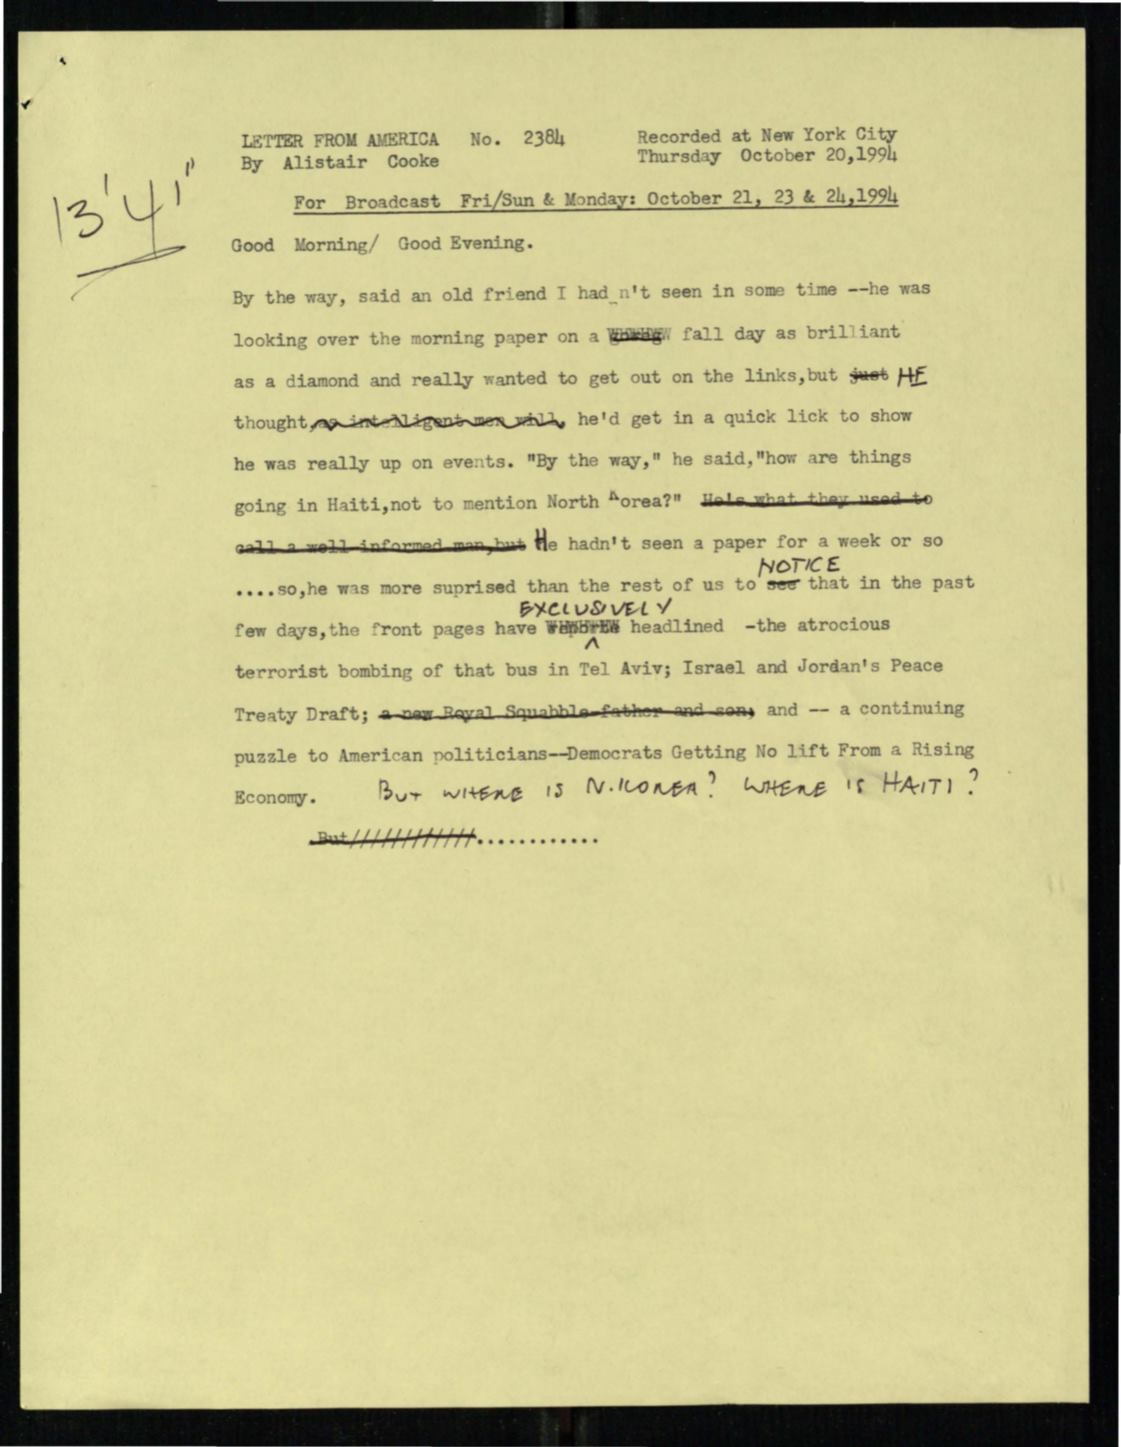 LETTER FROM AMERICA No. 2384 Recorded at New York City
By Alistair Cooke Thursday October 20,1994
13'41"
For Broadcast Fri/Sun & Monday: October 21, 23 & 24,1994
Good Morning/ Good Evening.
By the way, said an old friend I had n't seen in some time --he was
looking over the morning paper on a fall day as brilliant
as a diamond and really wanted to get out on the links,but just HE
thought,as intelligent men will, he'd get in a quick lick to show
he was really up on events. "By the way," he said,"how are things
going in Haiti,not to mention North Korea?" He's what they used to
call a well informed man,but He hadn't seen a paper for a week or so
NOTICE
....so,he was more suprised than the rest of us to see that in the past
EXCLUSIVELY
few days,the front pages have headlined -the atrocious
terrorist bombing of that bus in Tel Aviv; Israel and Jordan's Peace
Treaty Draft; a new Royal Squabble-father and son; and -- a continuing
puzzle to American politicians--Democrats Getting No lift From a Rising
Economy. BUT WHERE IS N.KOREA? WHERE IS HAITI?
But/////////////............